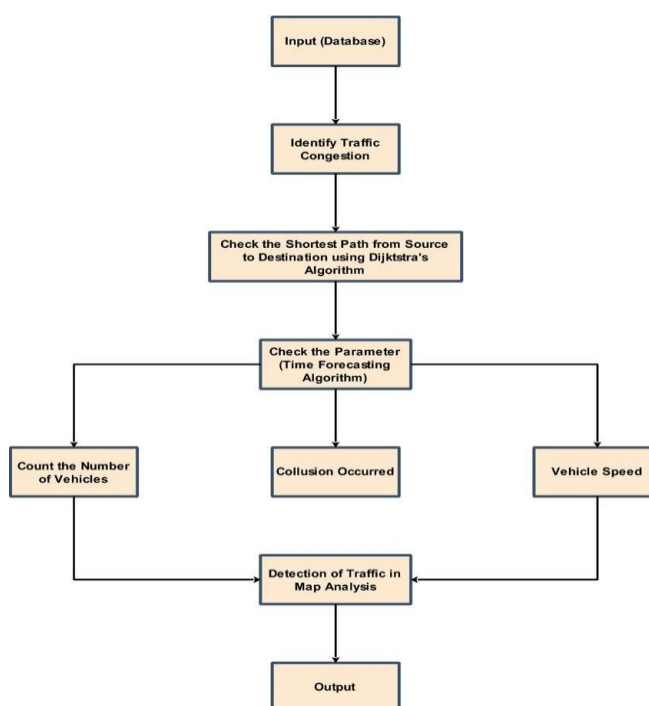 Input (Database)
Identify Traffic
Congestion
Check the Shortest Path from Source
to Destination using Dijktstra's
Algorithm
Check the Parameter
(Time Forecasting
Algorithm)
Count the Number
of Vehicles
Collusion Occurred
Vehicle Speed
Detection of Traffic in
Map Analysis
Output